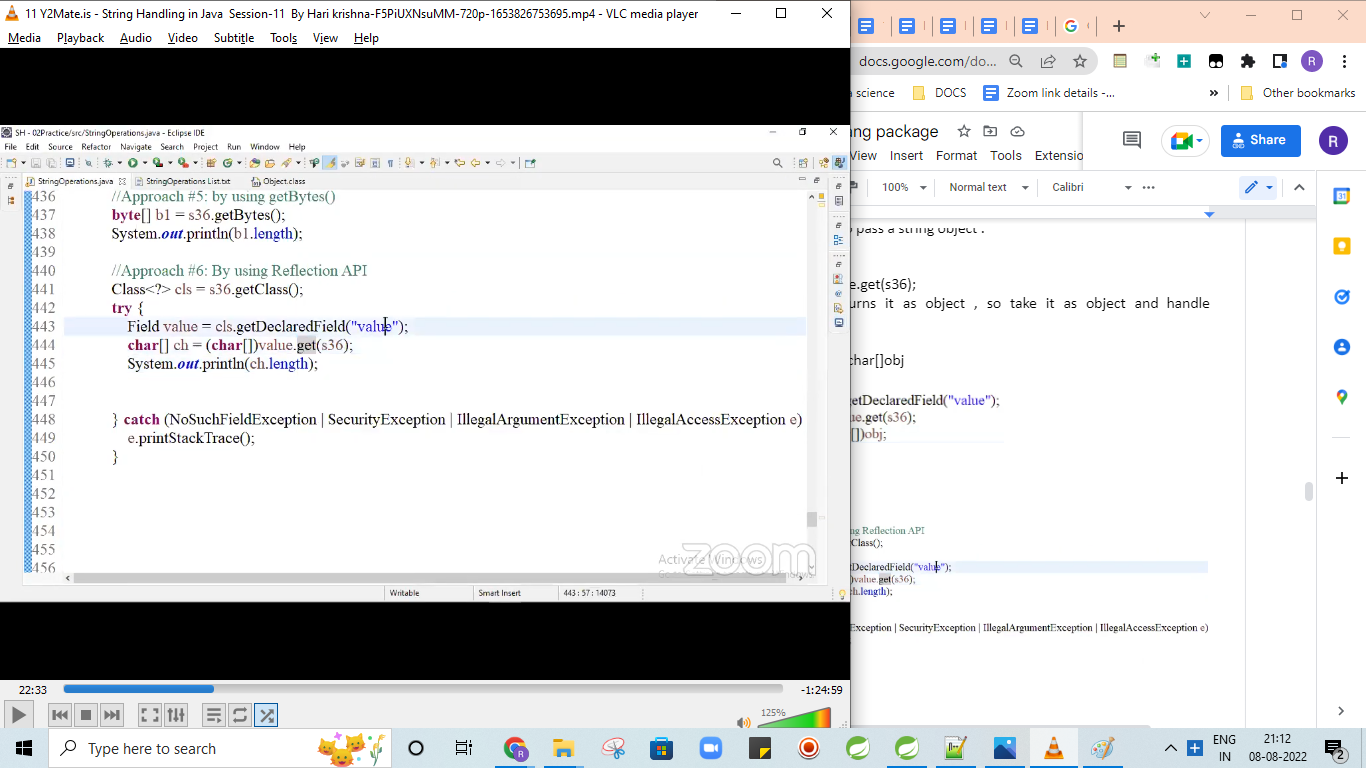 11 Y2Mate.is - String Handling in Java Session-11 By Hari krishna-F5PiUXNsuMM-720p-1653826753695.mp4 - VLC media player
Media Playback Audio Video Subtitle Tools View Help
SH - 02Practice/src/StringOperations.java - Eclipse IDE
File Edit Source Refactor Navigate Search Project Run Window Help
StringOperations.java StringOperations List.txt Object.class
436 //Approach #5: by using getBytes()
437 byte[] b1 = s36.getBytes();
438 System.out.println(b1.length);
439
440 //Approach #6: By using Reflection API
441 Class<?> cls = s36.getClass();
442 try {
443 Field value = cls.getDeclaredField("value");
444 char[] ch = (char[])value.get(s36);
445 System.out.println(ch.length);
446
447
448 } catch (NoSuchFieldException | SecurityException | IllegalArgumentException | IllegalAccessException e)
449 e.printStackTrace();
450 }
451
452
453
454
455
456
zoom
Activate Windows
Writable Smart Insert 443 : 57 : 14073
22:33 -1:24:59
125%
docs.google.com/do...
R
science DOCS Zoom link details -... » Other bookmarks
ng package
Share R
View Insert Format Tools Extensio
100% Normal text Calibri
31
pass a string object .
e.get(s36);
urns it as object , so take it as object and handle
char[]obj
etDeclaredField("value");
ue.get(s36);
[])obj;
ng Reflection API
Class();
DeclaredField("value");
)value.get(s36);
ch.length);
Exception | SecurityException | IllegalArgumentException | IllegalAccessException e)
Type here to search
ENG
IN
21:12
08-08-2022
2